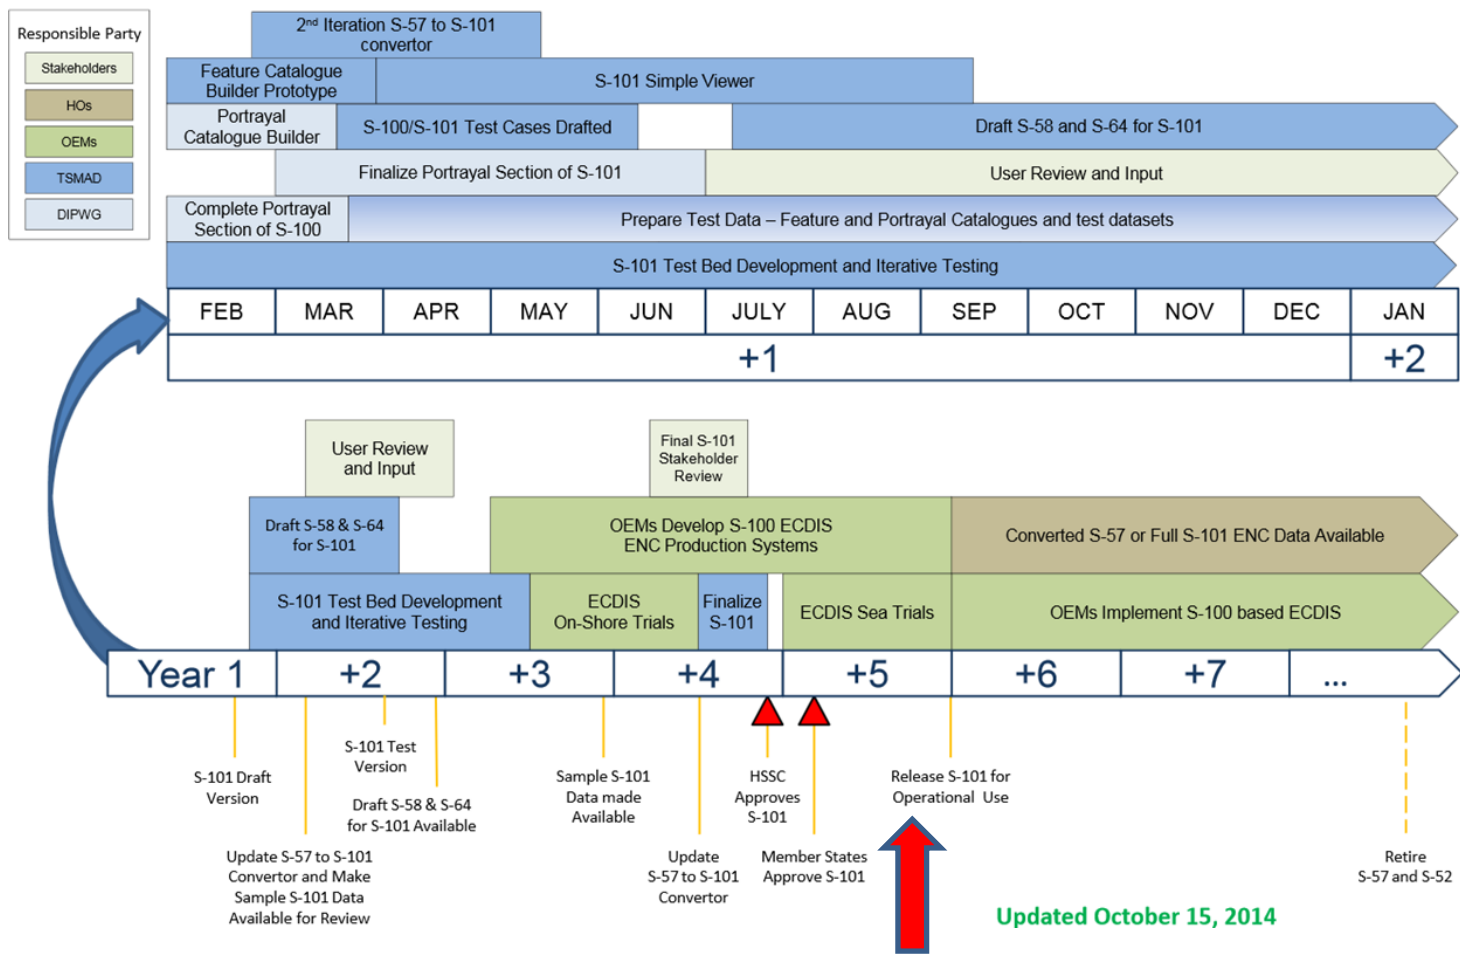 Responsible Party
Stakeholders
HOs
OEMs
TSMAD
DIPWG
2nd Iteration S-57 to S-101
convertor
Feature Catalogue
Builder Prototype
S-101 Simple Viewer
Portrayal
Catalogue Builder
S-100/S-101 Test Cases Drafted
Draft S-58 and S-64 for S-101
Finalize Portrayal Section of S-101
User Review and Input
Complete Portrayal
Section of S-100
Prepare Test Data – Feature and Portrayal Catalogues and test datasets
S-101 Test Bed Development and Iterative Testing
FEB MAR APR MAY JUN JULY AUG SEP OCT NOV DEC JAN
+1 +2
User Review
and Input
Final S-101
Stakeholder
Review
Draft S-58 & S-64
for S-101
OEMs Develop S-100 ECDIS
ENC Production Systems
Converted S-57 or Full S-101 ENC Data Available
S-101 Test Bed Development
and Iterative Testing
ECDIS
On-Shore Trials
Finalize
S-101
ECDIS Sea Trials
OEMs Implement S-100 based ECDIS
Year 1 +2 +3 +4 +5 +6 +7 ...
S-101 Draft
Version
S-101 Test
Version
Draft S-58 & S-64
for S-101 Available
Update S-57 to S-101
Convertor and Make
Sample S-101 Data
Available for Review
Sample S-101
Data made
Available
Update
S-57 to S-101
Convertor
HSSC
Approves
S-101
Member States
Approve S-101
Release S-101 for
Operational Use
Retire
S-57 and S-52
Updated October 15, 2014